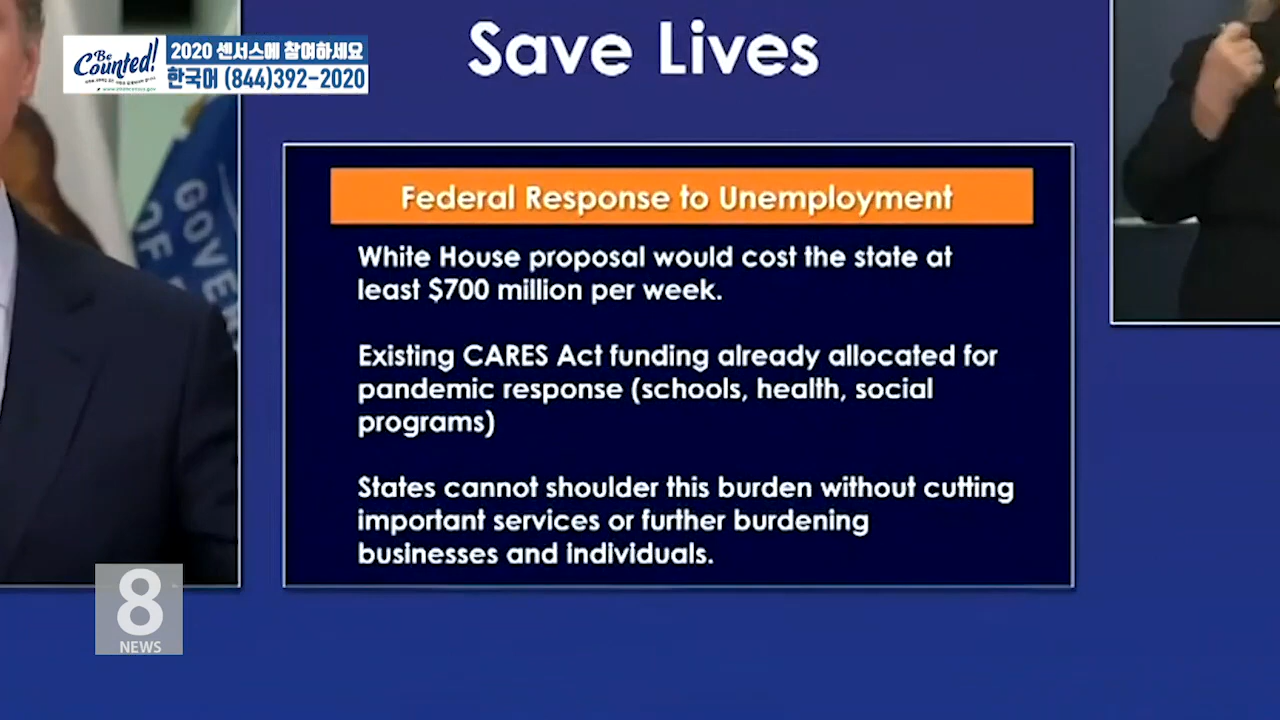 Save Lives
Be
Counted!
2020 센서스에 참여하세요
한국어 (844)392-2020
Federal Response to Unemployment
White House proposal would cost the state at
least $700 million per week.
Existing CARES Act funding already allocated for
pandemic response (schools, health, social
programs)
States cannot shoulder this burden without cutting
important services or further burdening
businesses and individuals.
8
NEWS